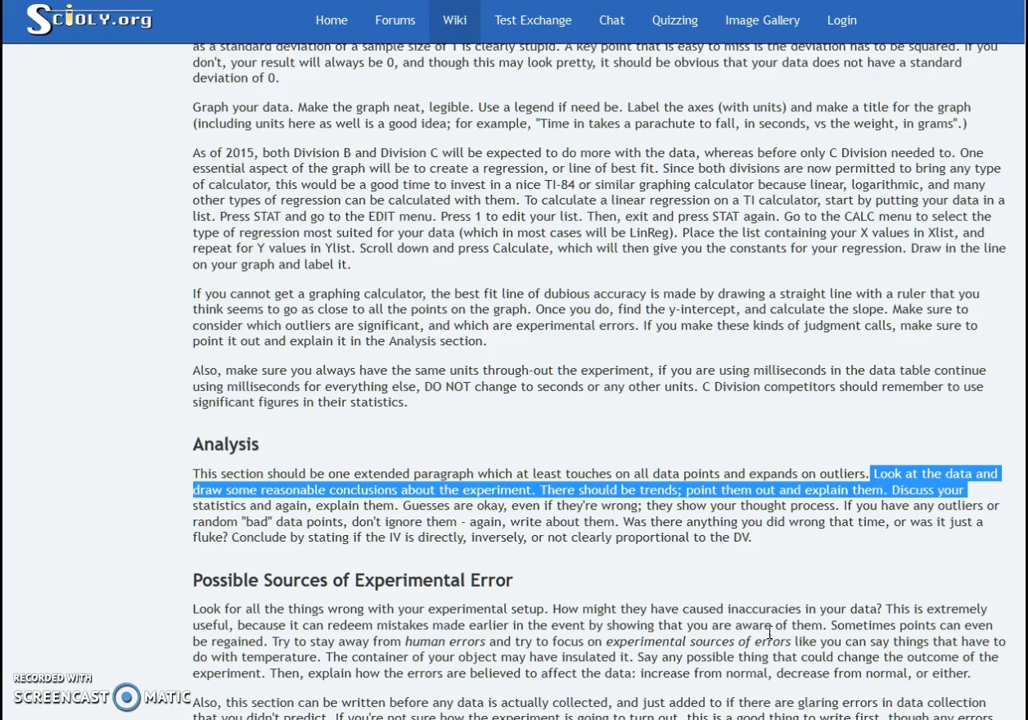 SCIOLY.ORG
Home Forums Wiki Test Exchange Chat Quizzing Image Gallery Login
as a standard deviation of a sample size of 1 is clearly stupid. A key point that is easy to miss is the deviation has to be squared. If you
don't, your result will always be 0, and though this may look pretty, it should be obvious that your data does not have a standard
deviation of 0.
Graph your data. Make the graph neat, legible. Use a legend if need be. Label the axes (with units) and make a title for the graph
(including units here as well is a good idea; for example, "Time in takes a parachute to fall, in seconds, vs the weight, in grams".)
As of 2015, both Division B and Division C will be expected to do more with the data, whereas before only C Division needed to. One
essential aspect of the graph will be to create a regression, or line of best fit. Since both divisions are now permitted to bring any type
of calculator, this would be a good time to invest in a nice TI-84 or similar graphing calculator because linear, logarithmic, and many
other types of regression can be calculated with them. To calculate a linear regression on a TI calculator, start by putting your data in a
list. Press STAT and go to the EDIT menu. Press 1 to edit your list. Then, exit and press STAT again. Go to the CALC menu to select the
type of regression most suited for your data (which in most cases will be LinReg). Place the list containing your X values in Xlist, and
repeat for Y values in Ylist. Scroll down and press Calculate, which will then give you the constants for your regression. Draw in the line
on your graph and label it.
If you cannot get a graphing calculator, the best fit line of dubious accuracy is made by drawing a straight line with a ruler that you
think seems to go as close to all the points on the graph. Once you do, find the y-intercept, and calculate the slope. Make sure to
consider which outliers are significant, and which are experimental errors. If you make these kinds of judgment calls, make sure to
point it out and explain it in the Analysis section.
Also, make sure you always have the same units through-out the experiment, if you are using milliseconds in the data table continue
using milliseconds for everything else, DO NOT change to seconds or any other units. C Division competitors should remember to use
significant figures in their statistics.
Analysis
This section should be one extended paragraph which at least touches on all data points and expands on outliers. Look at the data and
draw some reasonable conclusions about the experiment. There should be trends; point them out and explain them. Discuss your
statistics and again, explain them. Guesses are okay, even if they're wrong; they show your thought process. If you have any outliers or
random "bad" data points, don't ignore them - again, write about them. Was there anything you did wrong that time, or was it just a
fluke? Conclude by stating if the IV is directly, inversely, or not clearly proportional to the DV.
Possible Sources of Experimental Error
Look for all the things wrong with your experimental setup. How might they have caused inaccuracies in your data? This is extremely
useful, because it can redeem mistakes made earlier in the event by showing that you are aware of them. Sometimes points can even
be regained. Try to stay away from human errors and try to focus on experimental sources of errors like you can say things that have to
do with temperature. The container of your object may have insulated it. Say any possible thing that could change the outcome of the
experiment. Then, explain how the errors are believed to affect the data: increase from normal, decrease from normal, or either.
Also, this section can be written before any data is actually collected, and just added to if there are glaring errors in data collection
that you didn't predict. If you're not sure how the experiment is going to turn out, this is a good thing to write first, though any errors
RECORDED WITH
SCREENCAST MATIC